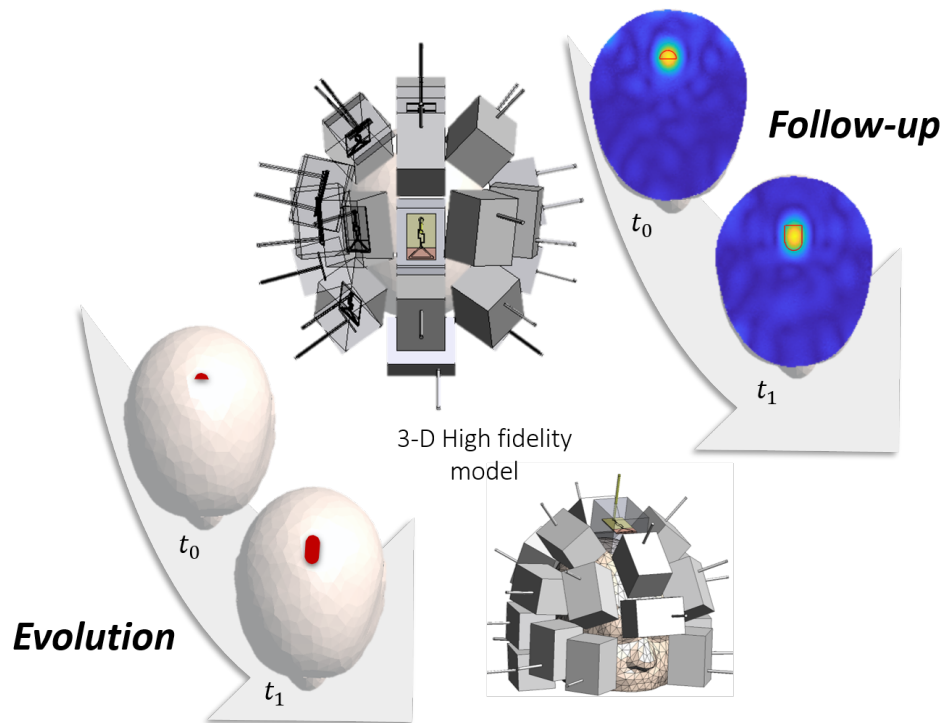 Follow-up
t₀
t₁
3-D High fidelity
model
t₀
Evolution
t₁